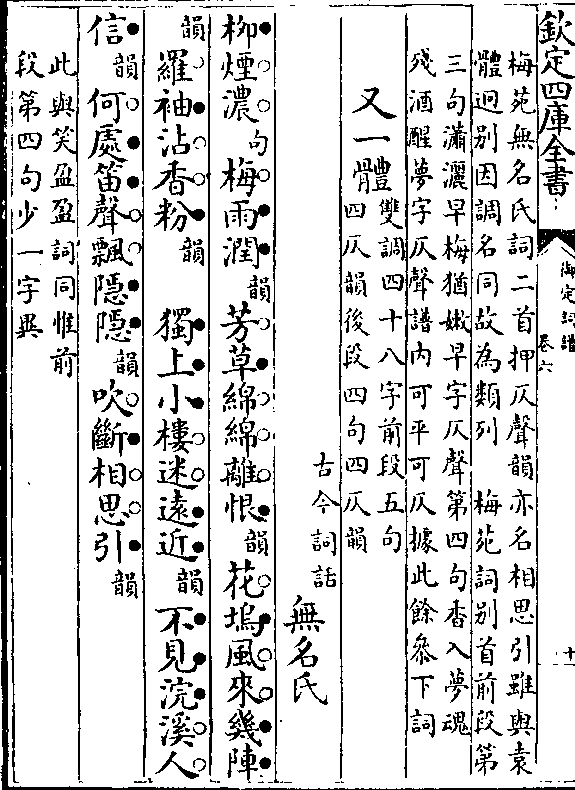 欽定四庫全書 御定詞譜 卷六 十
梅苑無名氏詞二首押仄聲韻亦名相思引雖與袁
體迥別因調名同故為類列　梅苑詞別首前段第
三句瀟灑早梅猶嫩早字仄聲第四句香入夢魂
殘酒醒夢字仄聲譜內可平可仄據此餘叅下詞
又一體 雙調四十八字前段五句
四仄韻後段四句四仄韻
古今詞話 無名氏
栁○煙○濃○句梅○雨●潤●韻芳○草●綿○綿○離○恨●韻花○塢●風○來○幾●陣●
韻羅○袖●沾○香○粉●韻　獨●上●小●樓○迷○遠●近●韻不●見●浣●溪○人○
信●韻何○處●笛●聲○飄○隱●隱●韻吹○斷●相○思○引●韻
此與笑盈盈詞同惟前
段第四句少一字異